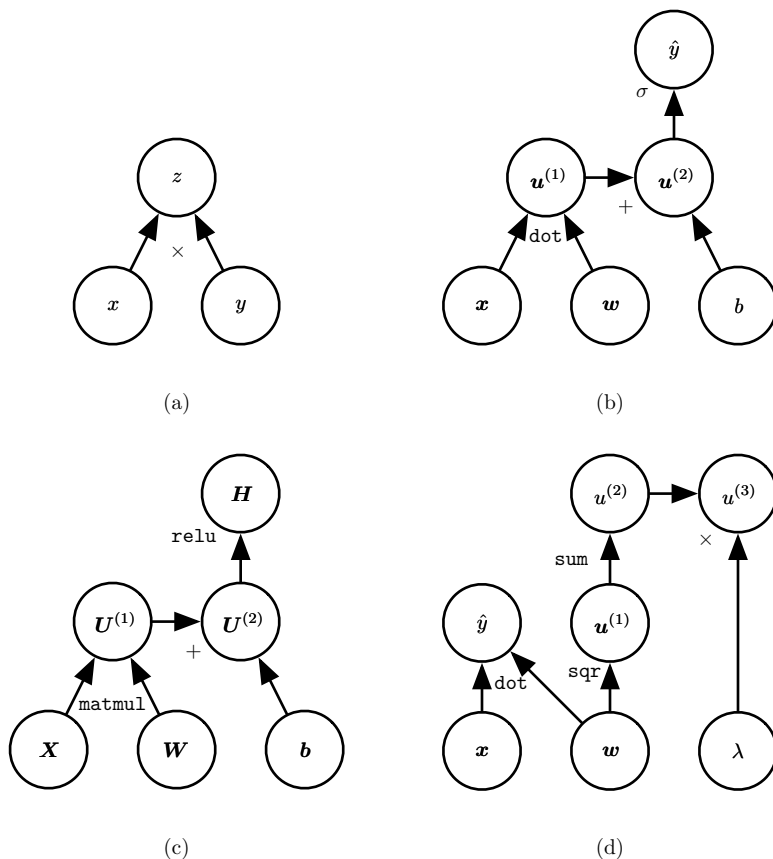 ŷ
σ
z
u⁽¹⁾ u⁽²⁾
× dot +
x y x w b
(a) (b)
H u⁽²⁾ u⁽³⁾
relu ×
sum
U⁽¹⁾ U⁽²⁾ ŷ u⁽¹⁾
+
matmul dot sqr
X W b x w λ
(c) (d)